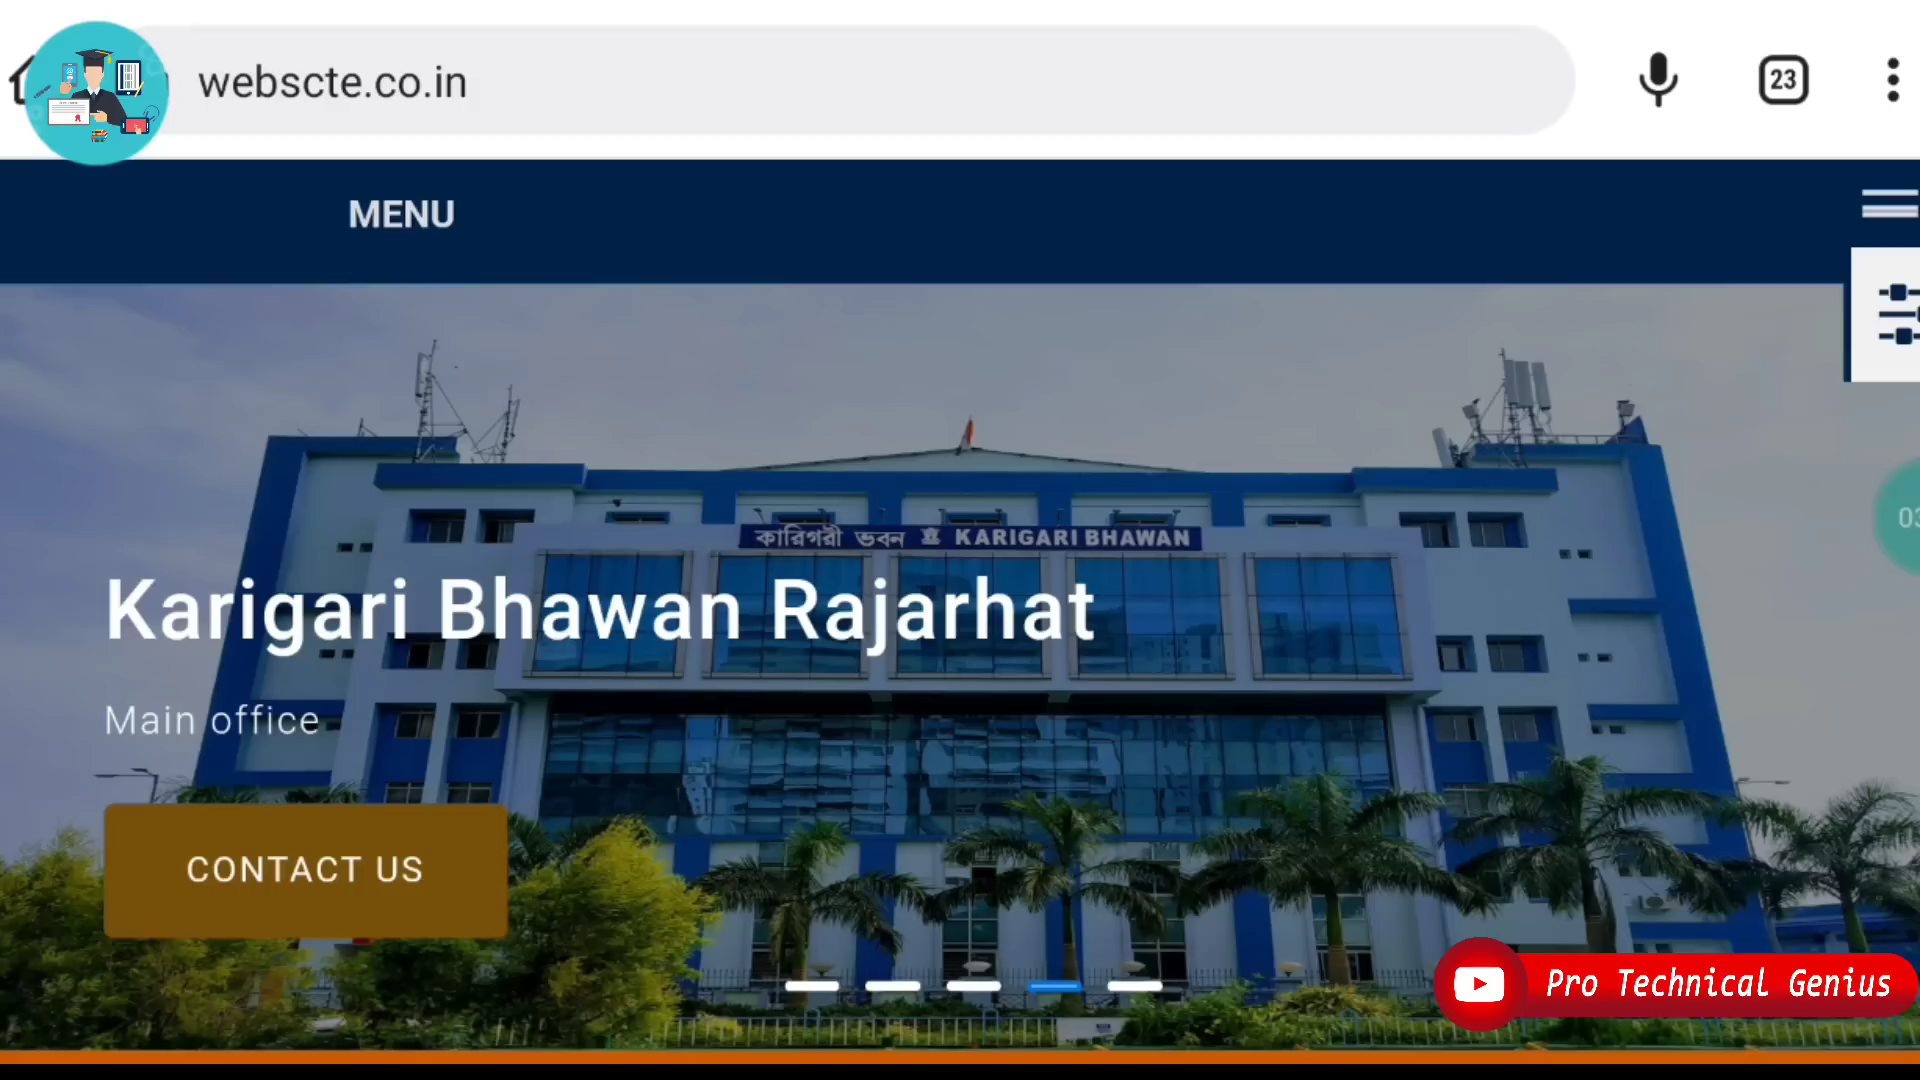 webscte.co.in
23
MENU
কারিগরী ভবন KARIGARI BHAWAN
Karigari Bhawan Rajarhat
03
Main office
CONTACT US
Pro Technical Genius